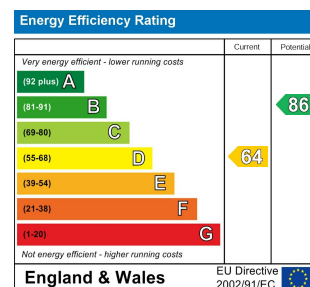 Energy Efficiency Rating
Current Potential
Very energy efficient - lower running costs
(92 plus) A
(81-91) B 86
(69-80) C
(55-68) D 64
(39-54) E
(21-38) F
(1-20) G
Not energy efficient - higher running costs
England & Wales
EU Directive
2002/91/EC